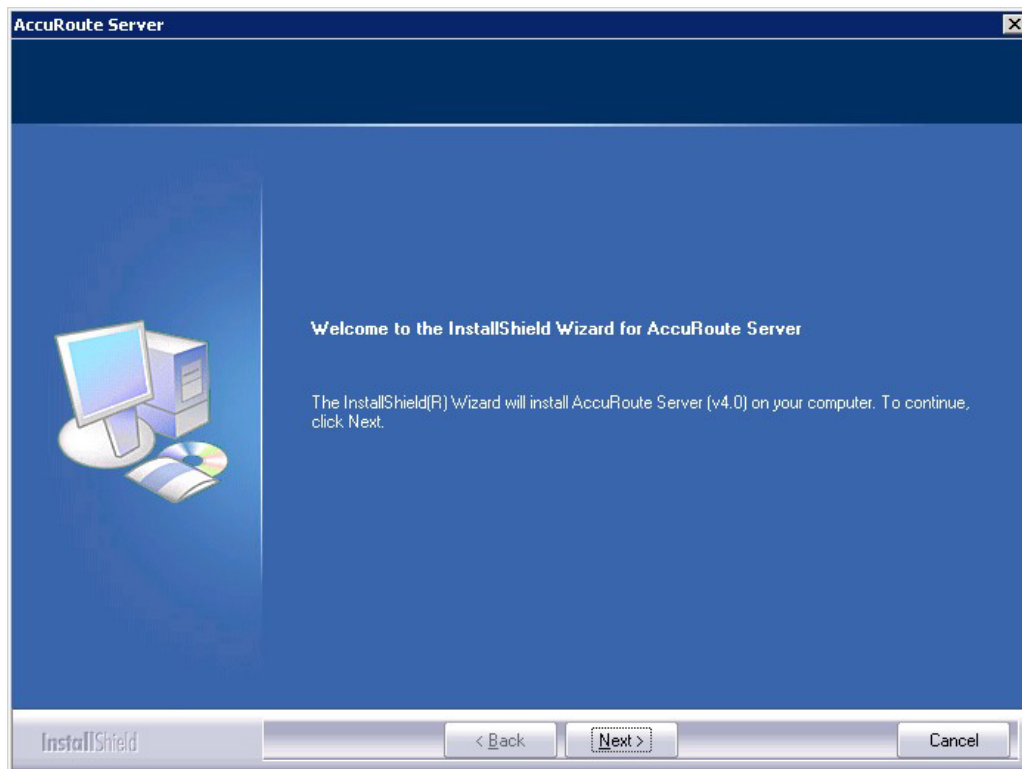 AccuRoute Server
Welcome to the InstallShield Wizard for AccuRoute Server
The InstallShield(R) Wizard will install AccuRoute Server (v4.0) on your computer. To continue,
click Next.
InstallShield
< Back
Next >
Cancel